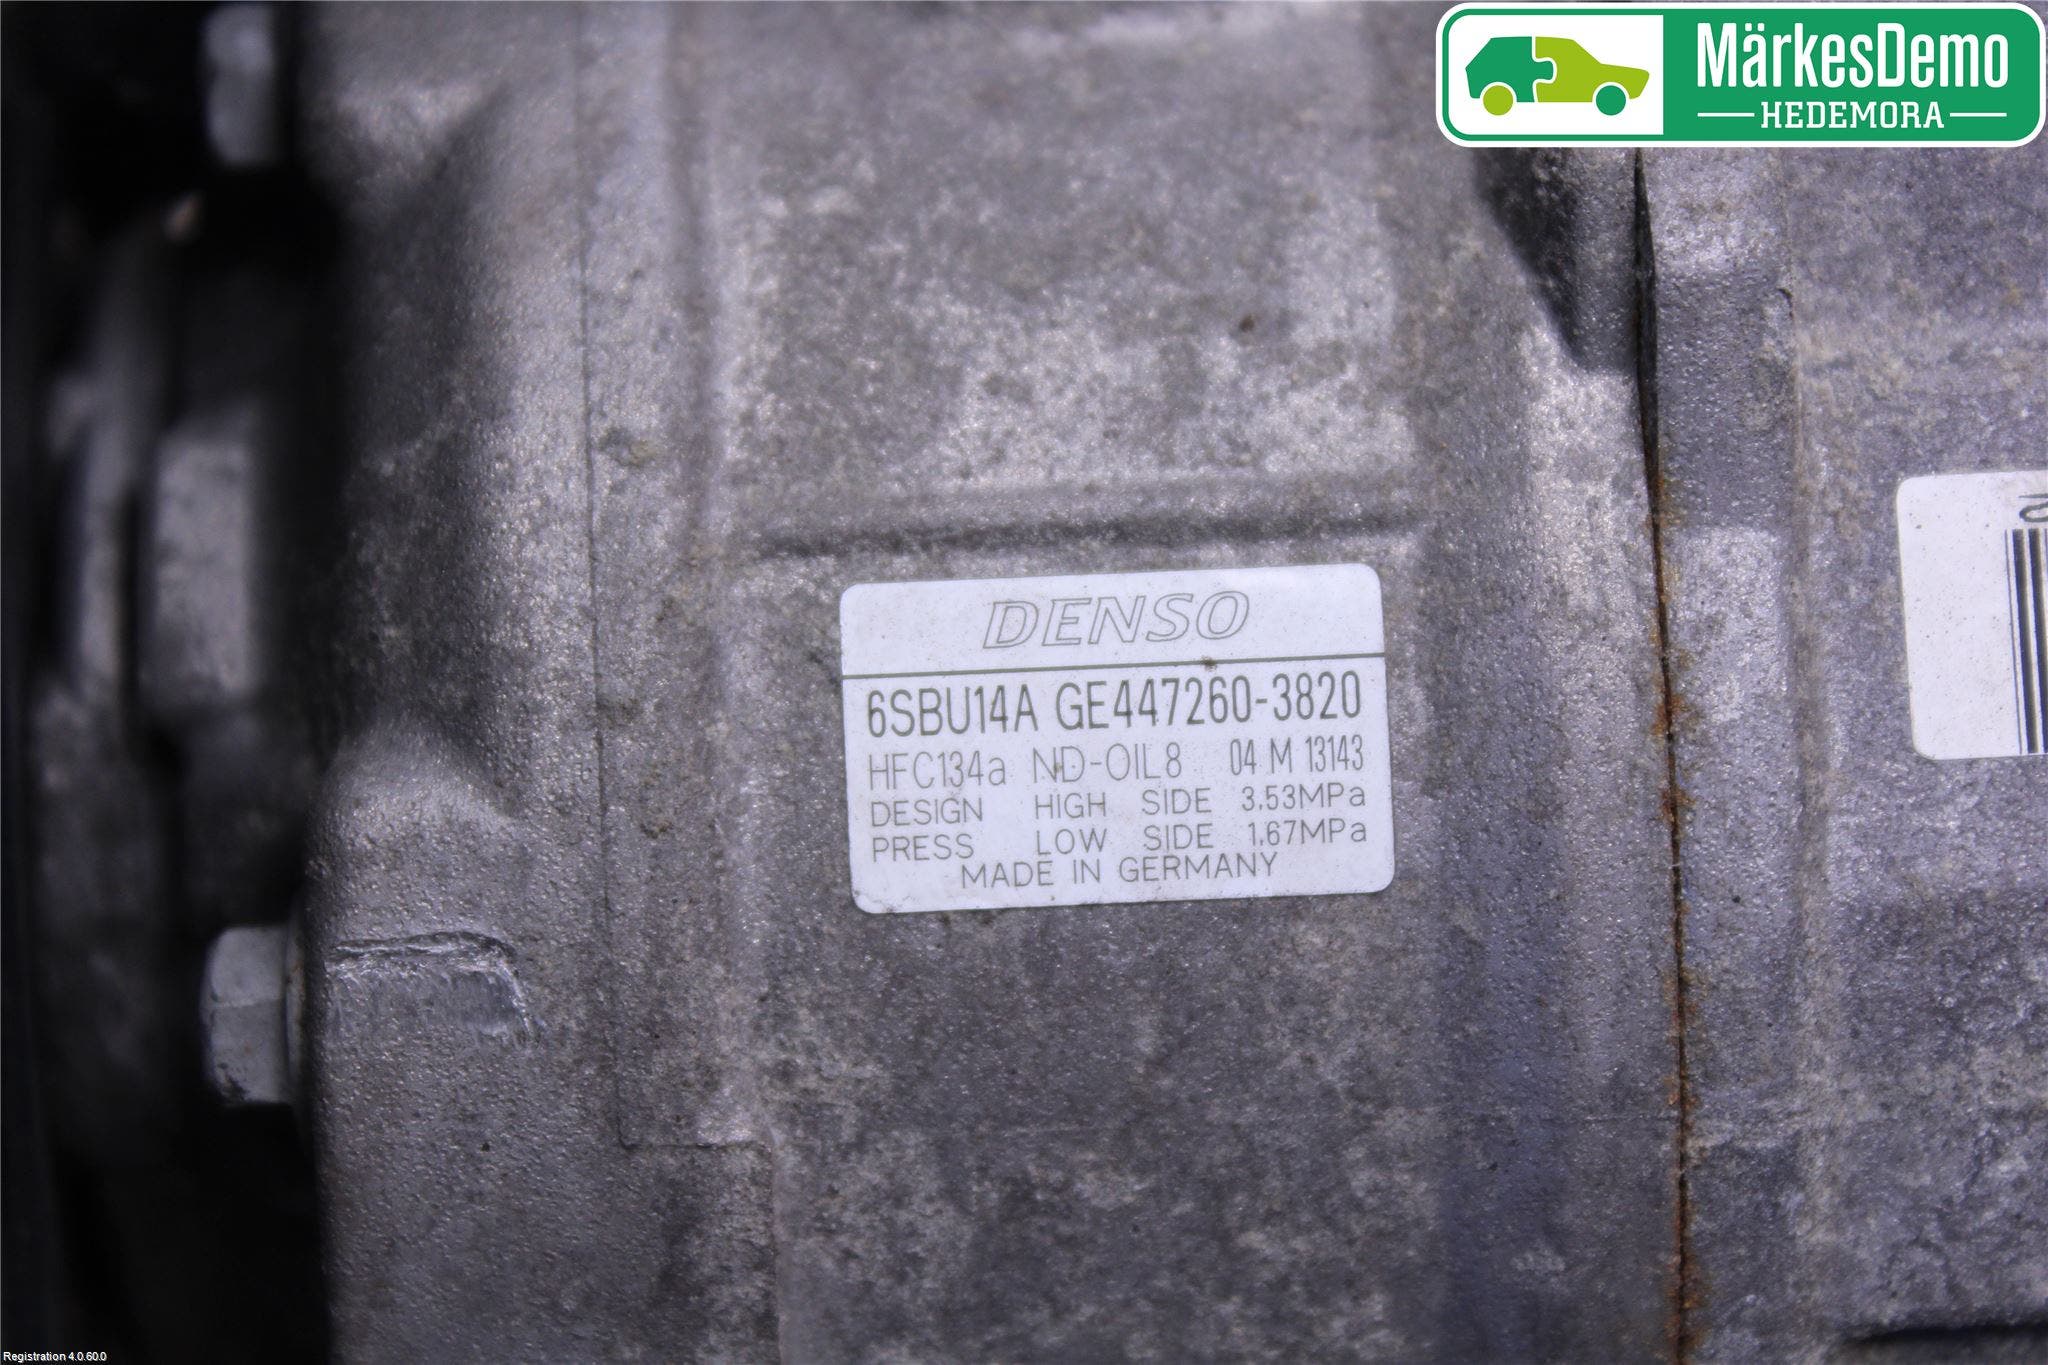 MärkesDemo
HEDEMORA
DENSO
6SBU14A GE447260-3820
HFC134a ND-OIL8 04 M 13143
DESIGN HIGH SIDE 3.53MPa
PRESS LOW SIDE 1.67MPa
MADE IN GERMANY
Registration 4.0.60.0